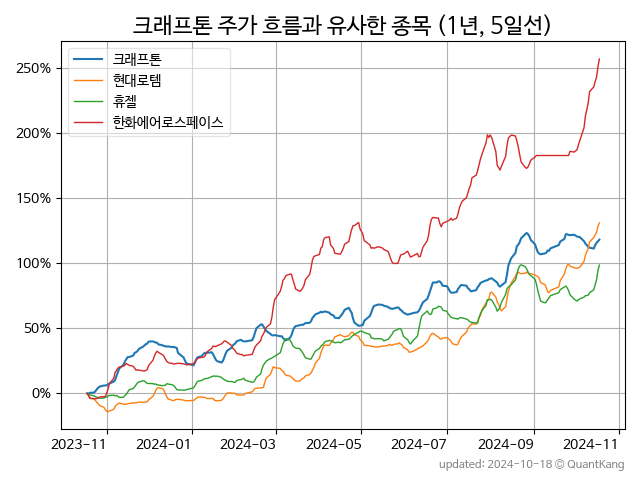 크래프톤 주가 흐름과 유사한 종목 (1년, 5일선)
크래프톤
현대로템
휴젤
한화에어로스페이스
250%
200%
150%
100%
50%
0%
2023-11 2024-01 2024-03 2024-05 2024-07 2024-09 2024-11
updated: 2024-10-18 © QuantKang